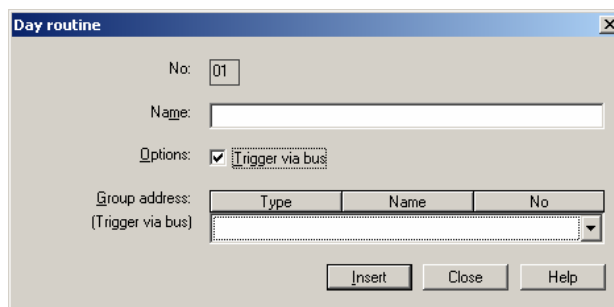 Day routine
No: 01
Name:
Options: Trigger via bus
Group address: Type Name No
(Trigger via bus)
Insert Close Help